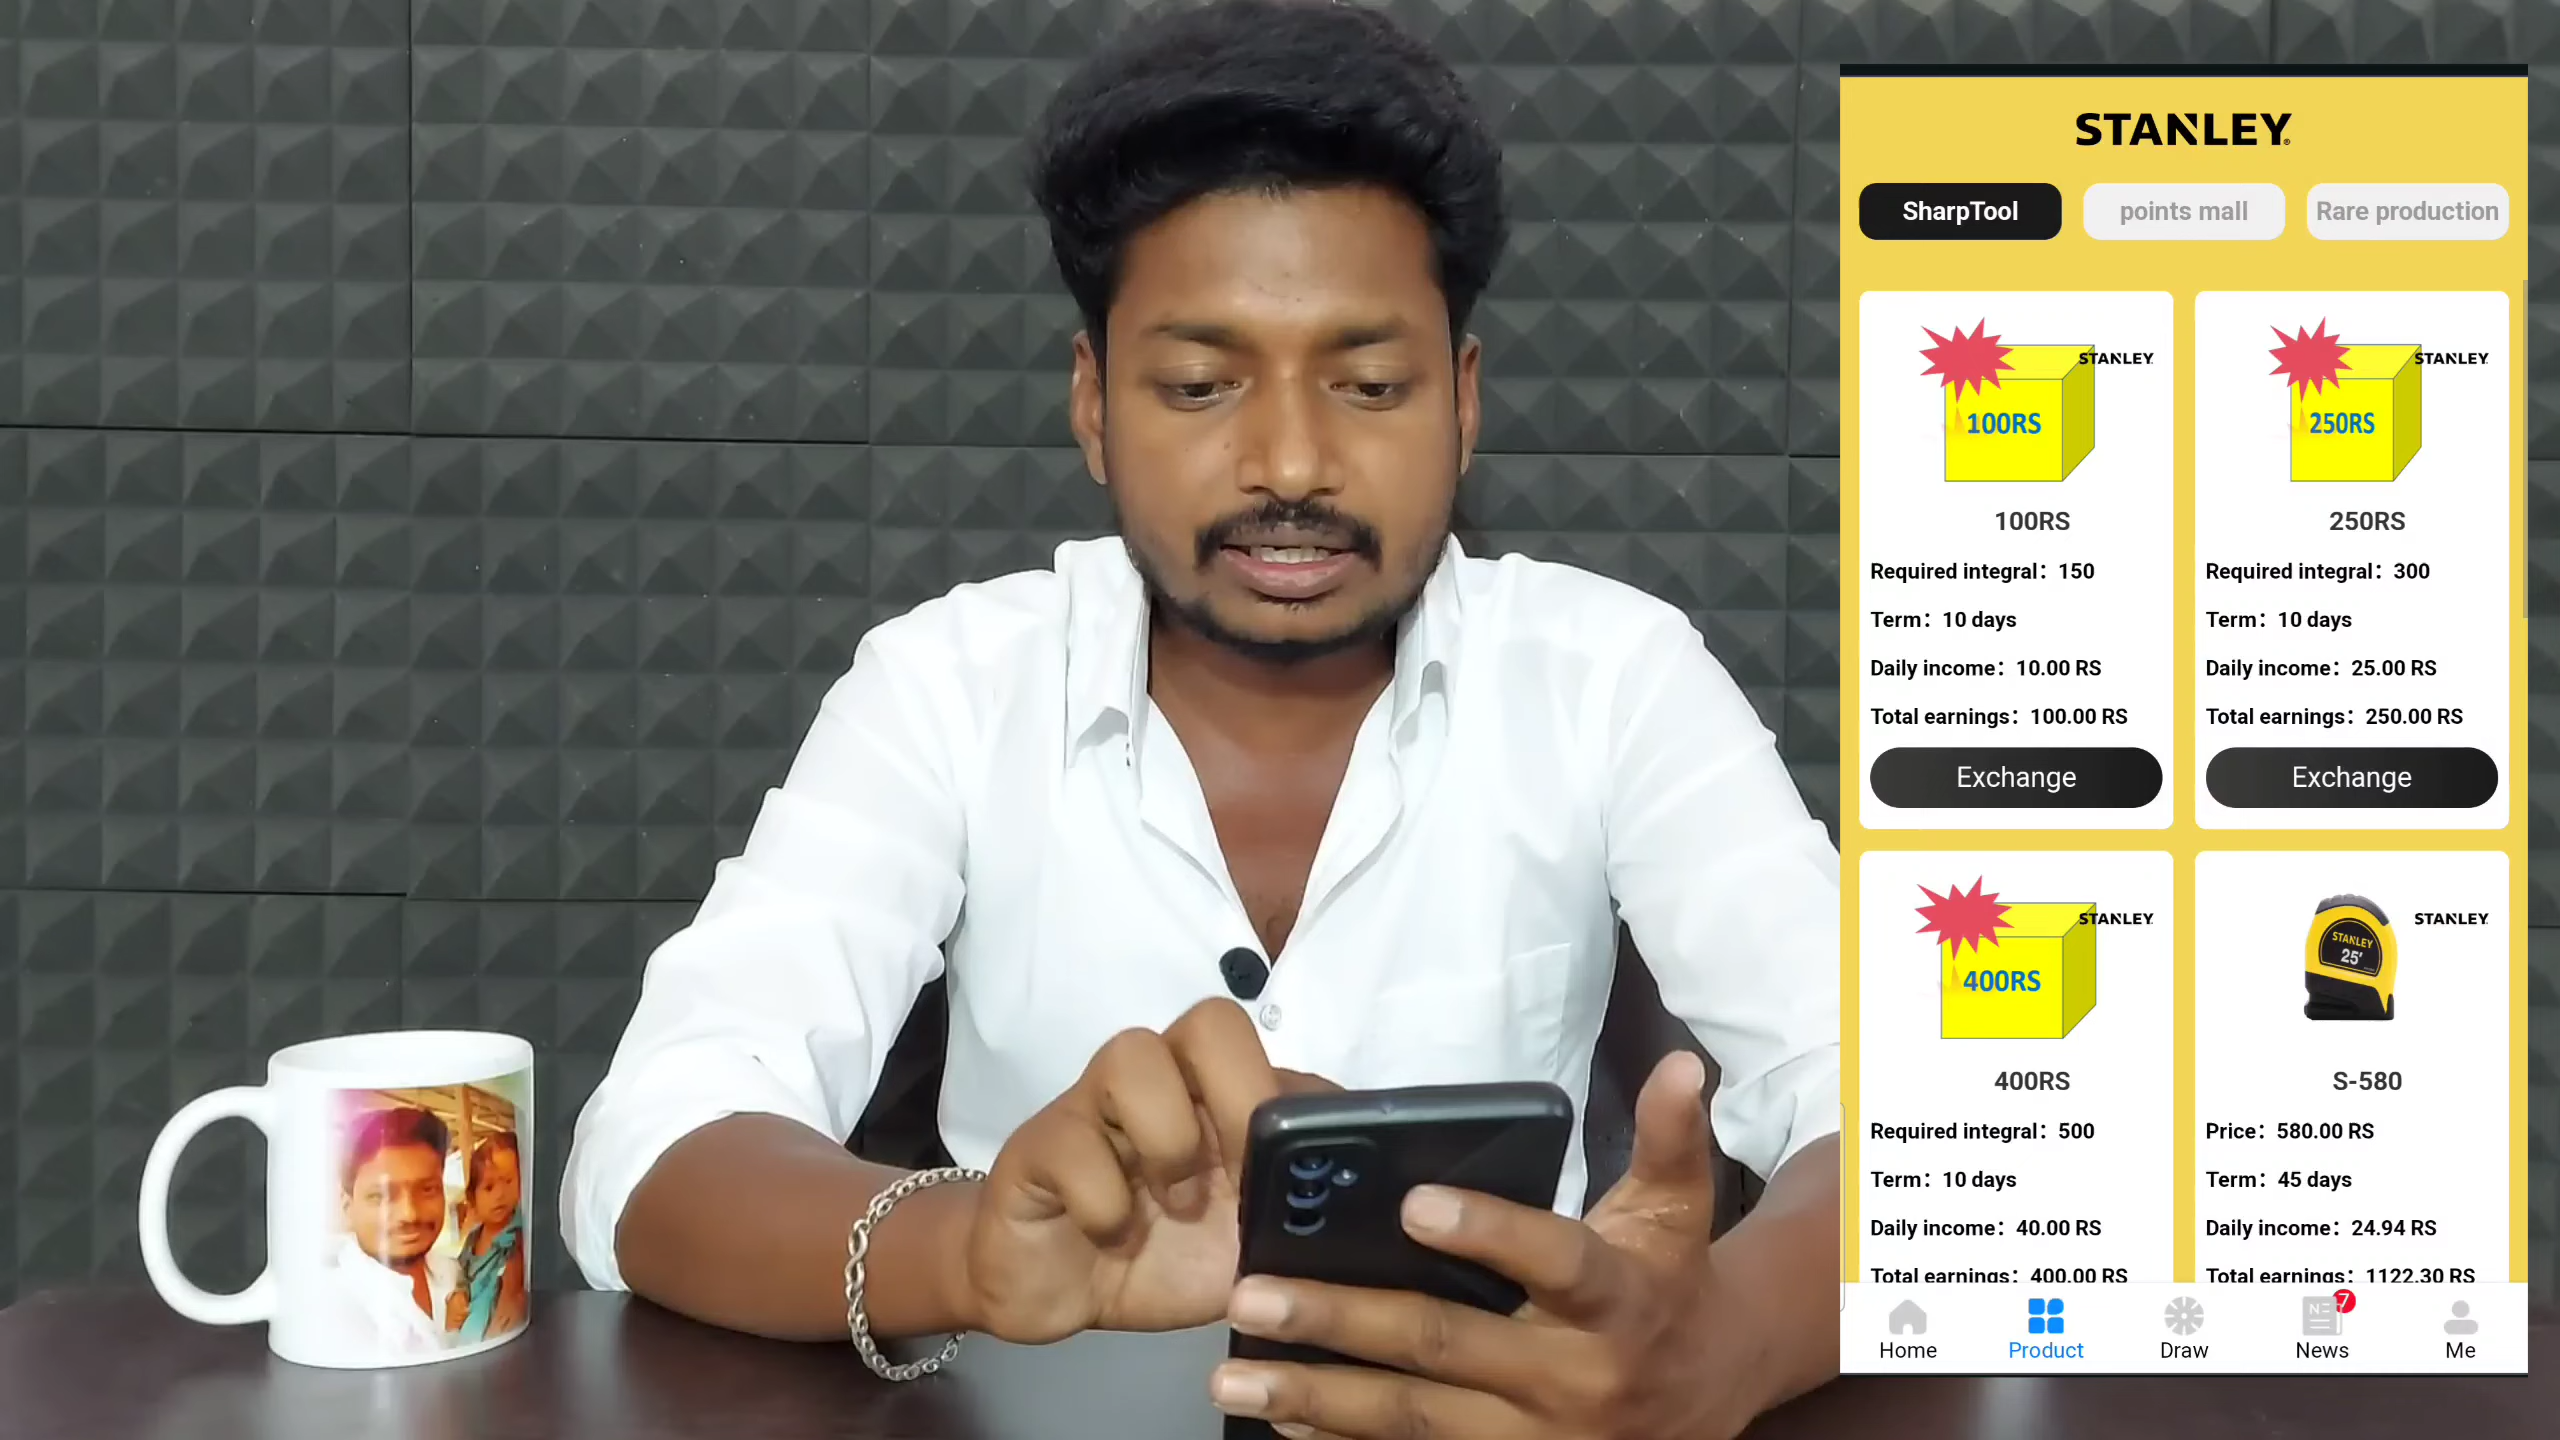 STANLEY
SharpTool
points mall
Rare production
STANLEY
100RS
100RS
Required integral: 150
Term: 10 days
Daily income: 10.00 RS
Total earnings: 100.00 RS
Exchange
STANLEY
250RS
250RS
Required integral: 300
Term: 10 days
Daily income: 25.00 RS
Total earnings: 250.00 RS
Exchange
STANLEY
400RS
400RS
Required integral: 500
Term: 10 days
Daily income: 40.00 RS
Total earnings: 400.00 RS
STANLEY
STANLEY
25'
S-580
Price: 580.00 RS
Term: 45 days
Daily income: 24.94 RS
Total earnings: 1122.30 RS
Home
Product
Draw
NE
7
News
Me